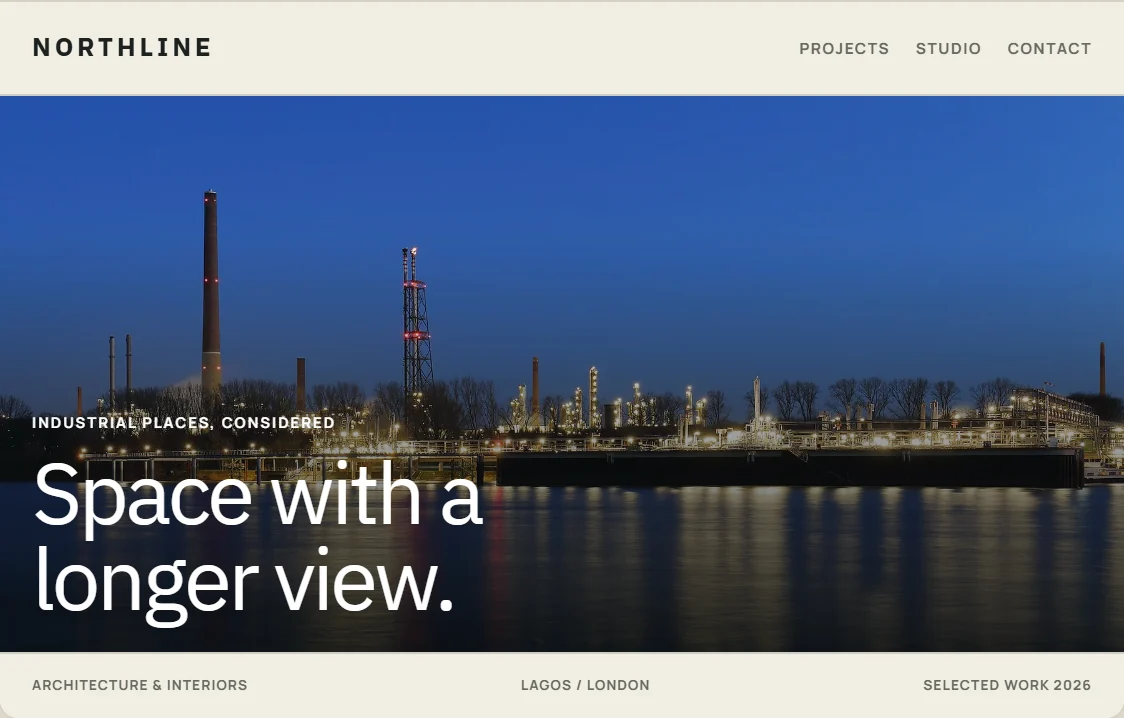 NORTHLINE
PROJECTS STUDIO CONTACT
INDUSTRIAL PLACES, CONSIDERED
Space with a
longer view.
ARCHITECTURE & INTERIORS LAGOS / LONDON SELECTED WORK 2026